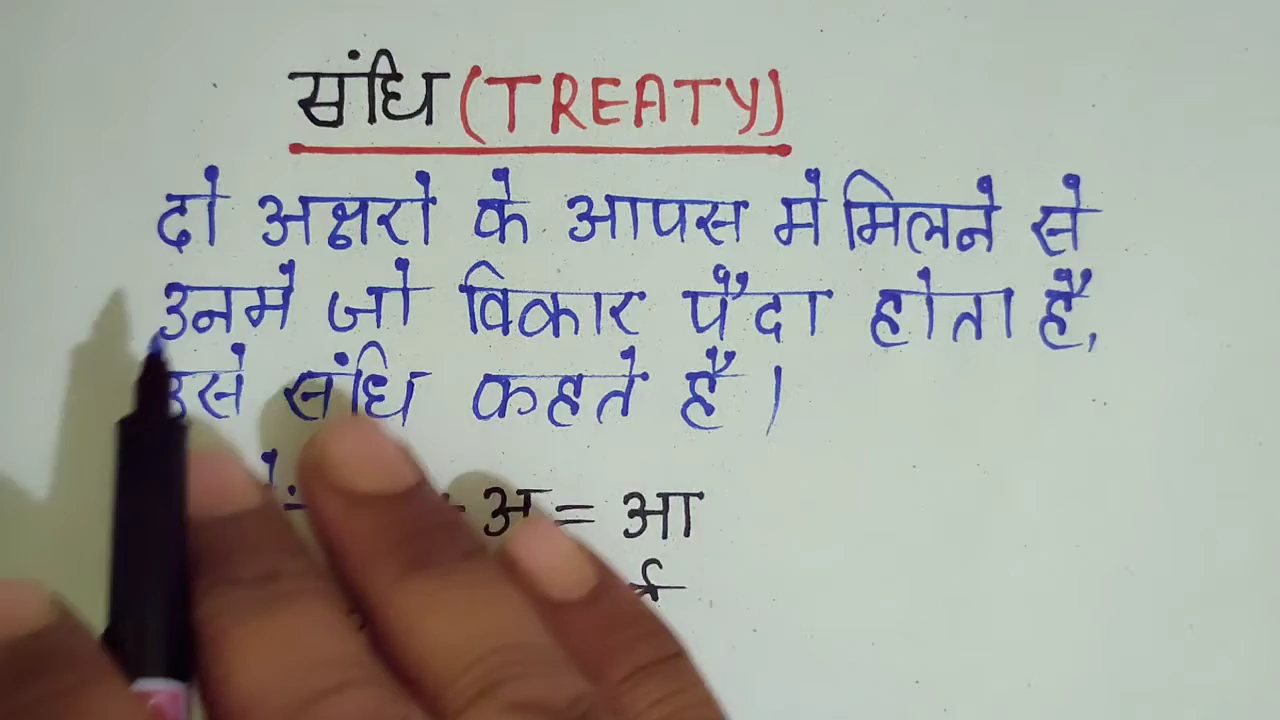 संधि (TREATY)
दो अक्षरो के आपस मे मिलने से
उनमे जो विकार पैदा होता है,
उसे संधि कहते है।
अ = आ